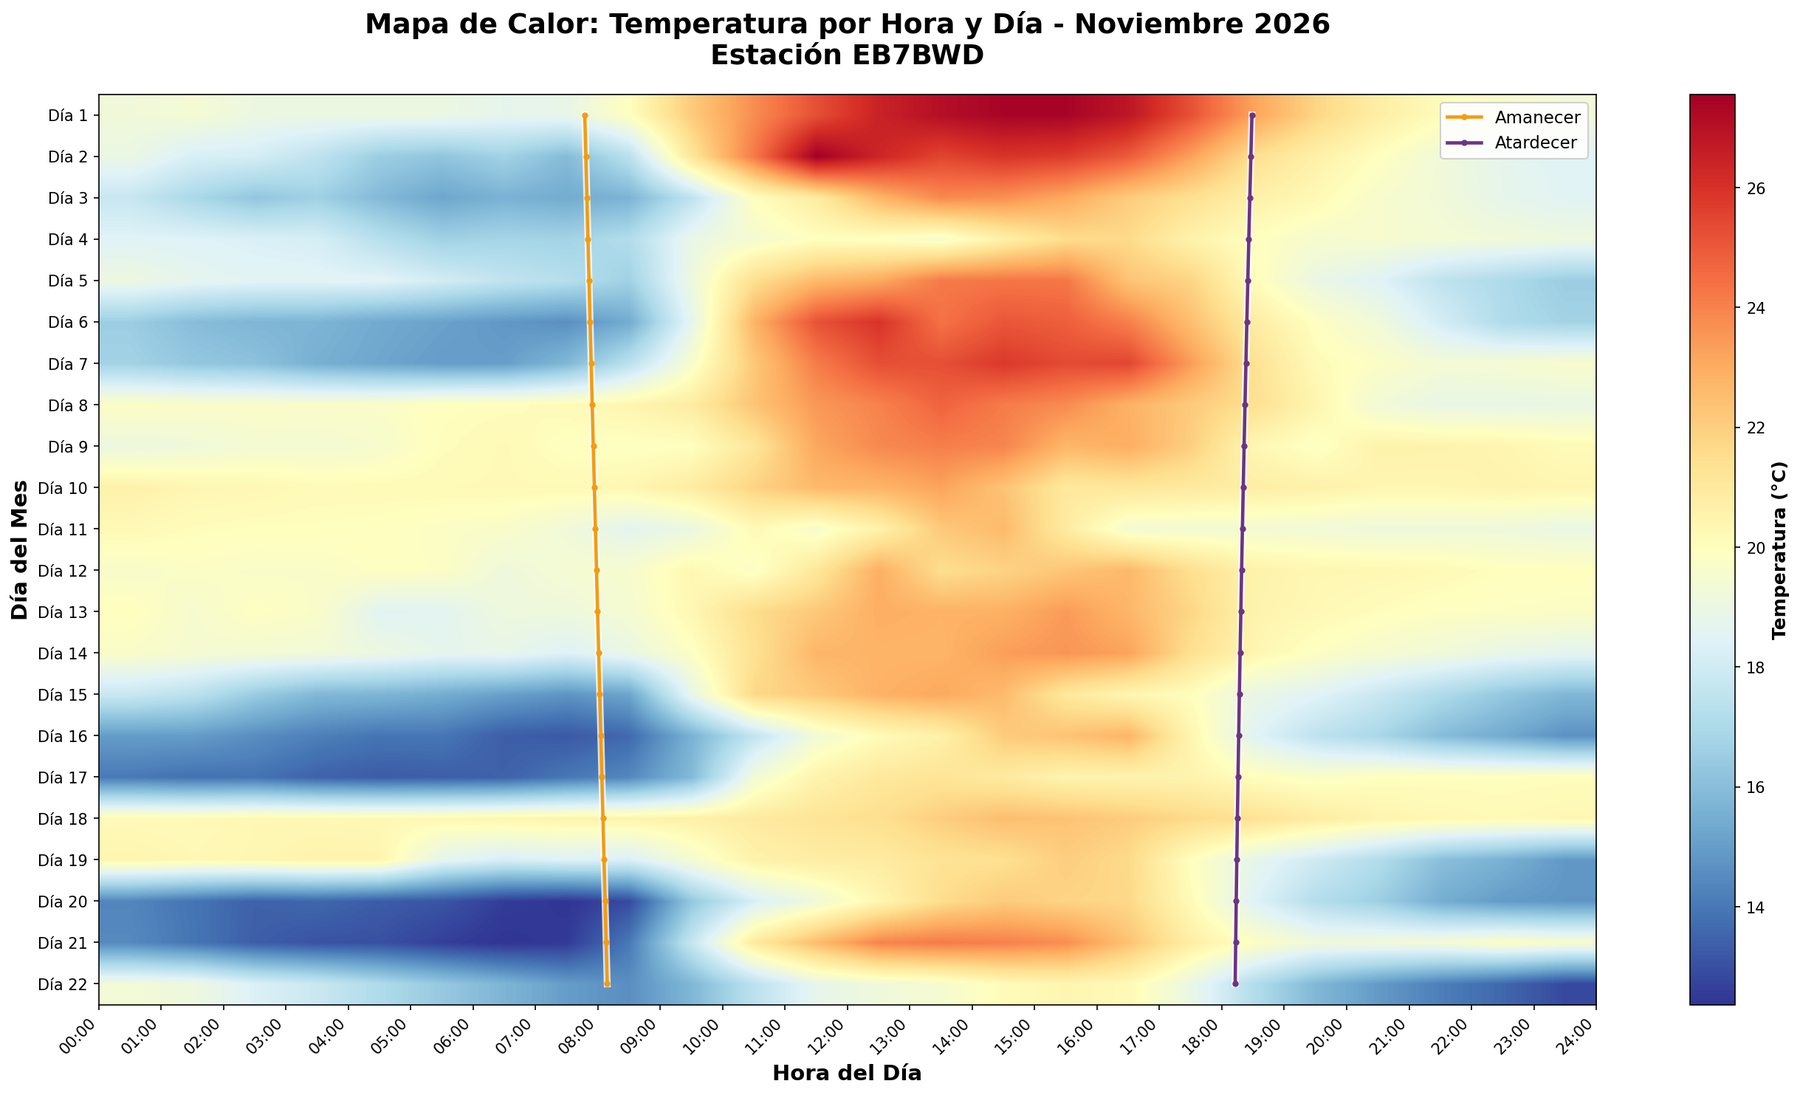 Mapa de Calor: Temperatura por Hora y Día - Noviembre 2026
Estación EB7BWD
Amanecer
Atardecer
Día del Mes
Día 1
Día 2
Día 3
Día 4
Día 5
Día 6
Día 7
Día 8
Día 9
Día 10
Día 11
Día 12
Día 13
Día 14
Día 15
Día 16
Día 17
Día 18
Día 19
Día 20
Día 21
Día 22
00:00 01:00 02:00 03:00 04:00 05:00 06:00 07:00 08:00 09:00 10:00 11:00 12:00 13:00 14:00 15:00 16:00 17:00 18:00 19:00 20:00 21:00 22:00 23:00 24:00
Hora del Día
26
24
22
20
18
16
14
Temperatura (°C)